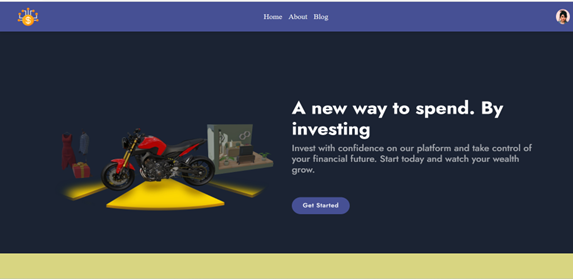 Home About Blog
A new way to spend. By
investing
Invest with confidence on our platform and take control of
your financial future. Start today and watch your wealth
grow.
Get Started